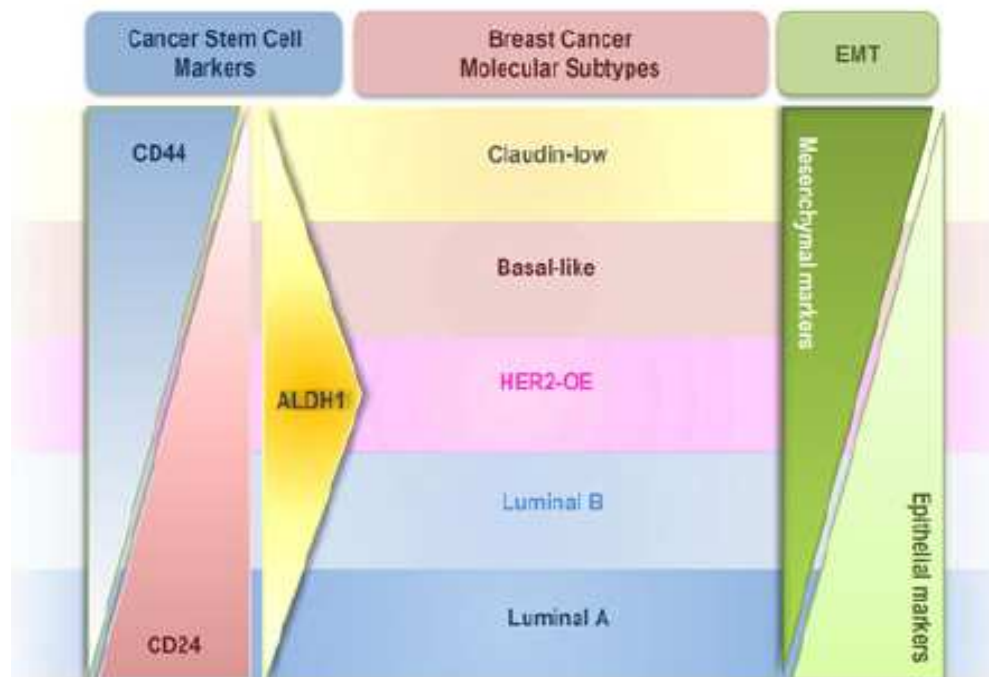 Cancer Stem Cell
Markers
Breast Cancer
Molecular Subtypes
EMT
CD44
Claudin-low
Mesenchymal markers
Basal-like
HER2-OE
ALDH1
Luminal B
Epithelial markers
Luminal A
CD24